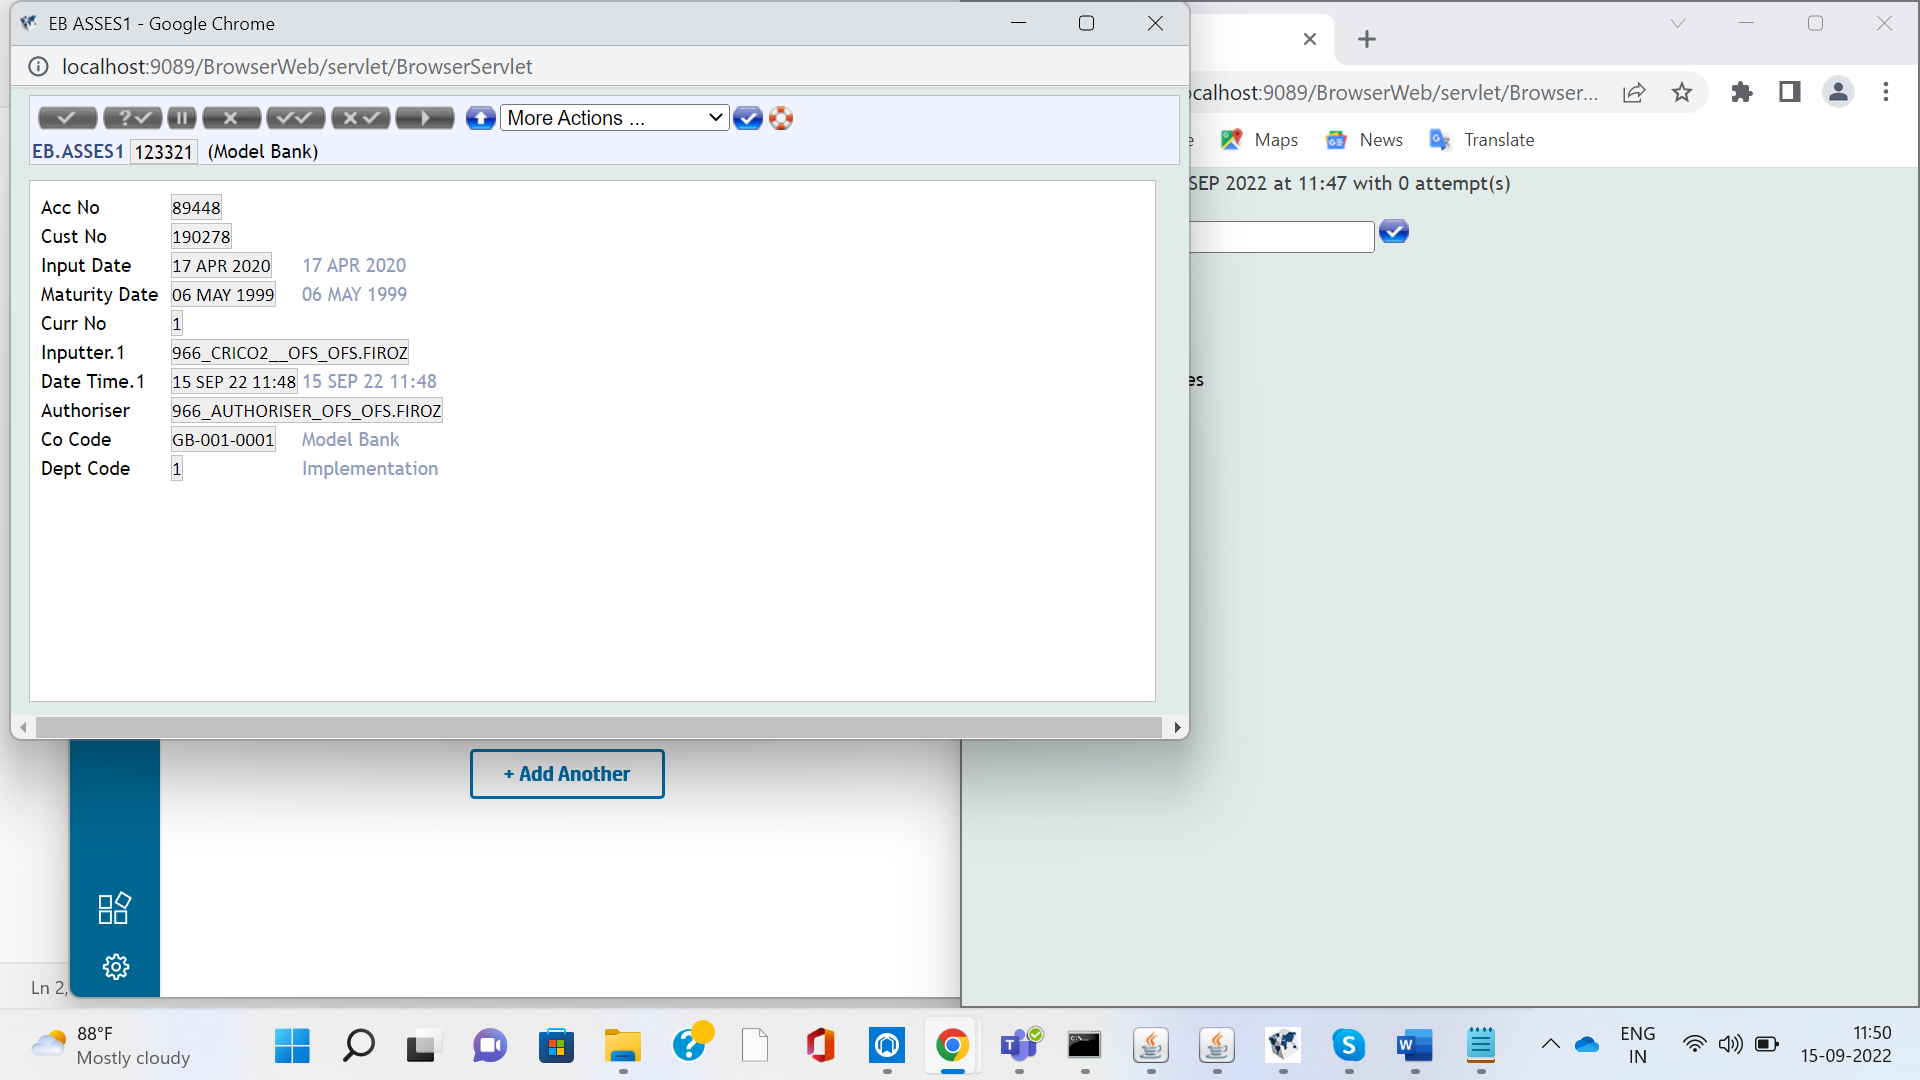 EB ASSES1 - Google Chrome
localhost:9089/BrowserWeb/servlet/BrowserServlet
More Actions ...
EB.ASSES1 123321 (Model Bank)
Acc No 89448
Cust No 190278
Input Date 17 APR 2020 17 APR 2020
Maturity Date 06 MAY 1999 06 MAY 1999
Curr No 1
Inputter.1 966_CRICO2__OFS_OFS.FIROZ
Date Time.1 15 SEP 22 11:48 15 SEP 22 11:48
Authoriser 966_AUTHORISER_OFS_OFS.FIROZ
Co Code GB-001-0001 Model Bank
Dept Code 1 Implementation
ocalhost:9089/BrowserWeb/servlet/Browser...
e Maps News Translate
SEP 2022 at 11:47 with 0 attempt(s)
es
+ Add Another
Ln 2,
88°F
Mostly cloudy
ENG
IN
11:50
15-09-2022